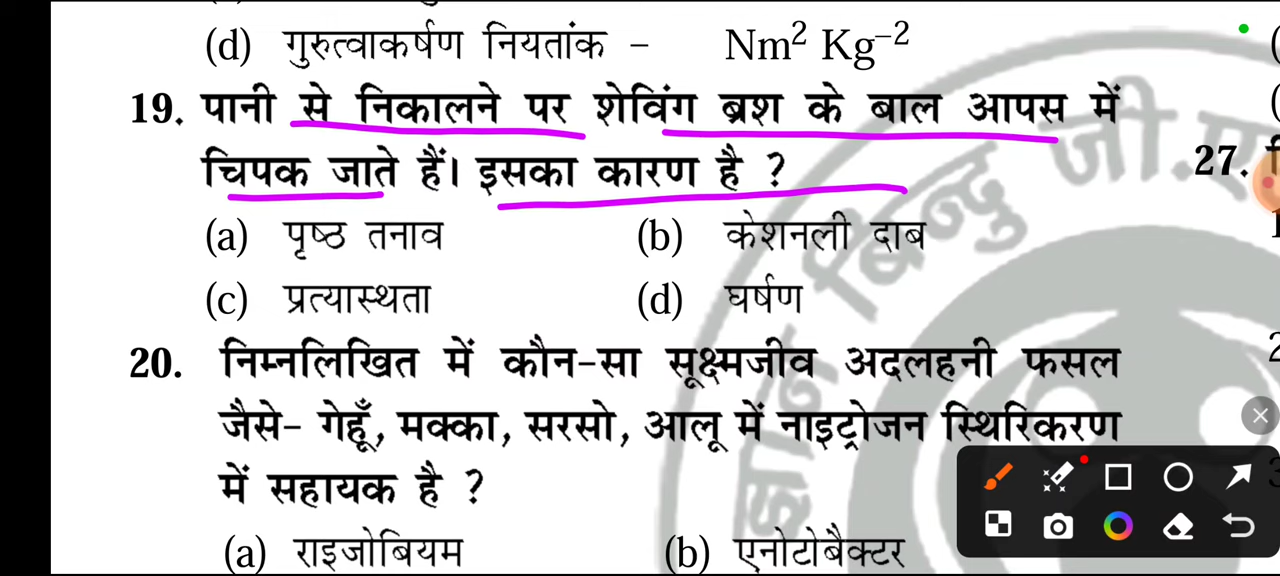 (d) गुरुत्वाकर्षण नियतांक – Nm² Kg⁻²
19. पानी से निकालने पर शेविंग ब्रश के बाल आपस में
चिपक जाते हैं। इसका कारण है ?
(a) पृष्ठ तनाव (b) केशनली दाब
(c) प्रत्यास्थता (d) घर्षण
20. निम्नलिखित में कौन-सा सूक्ष्मजीव अदलहनी फसल
जैसे- गेहूँ, मक्का, सरसो, आलू में नाइट्रोजन स्थिरिकरण
में सहायक है ?
(a) राइजोबियम (b) एनोटोबैक्टर
27.
ज्ञान बिन्दु जी.ए